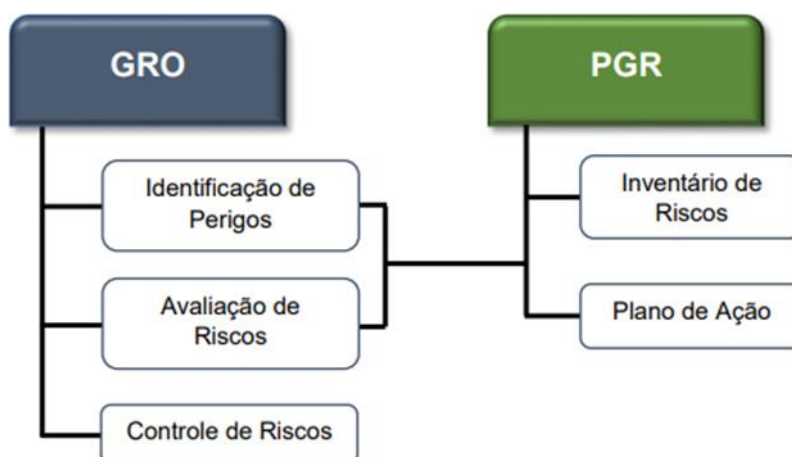 GRO
PGR
Identificação de
Perigos
Inventário de
Riscos
Avaliação de
Riscos
Plano de Ação
Controle de Riscos